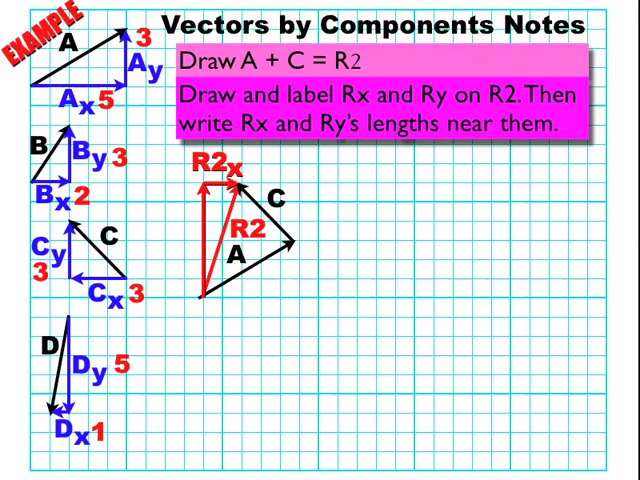 EXAMPLE
Vectors by Components Notes
Draw A + C = R2
Draw and label Rx and Ry on R2. Then
write Rx and Ry's lengths near them.
A
3
Ay
Ax 5
B
By 3
Bx 2
R2x
C
R2
A
Cy
C
3
Cx 3
D
Dy 5
Dx 1